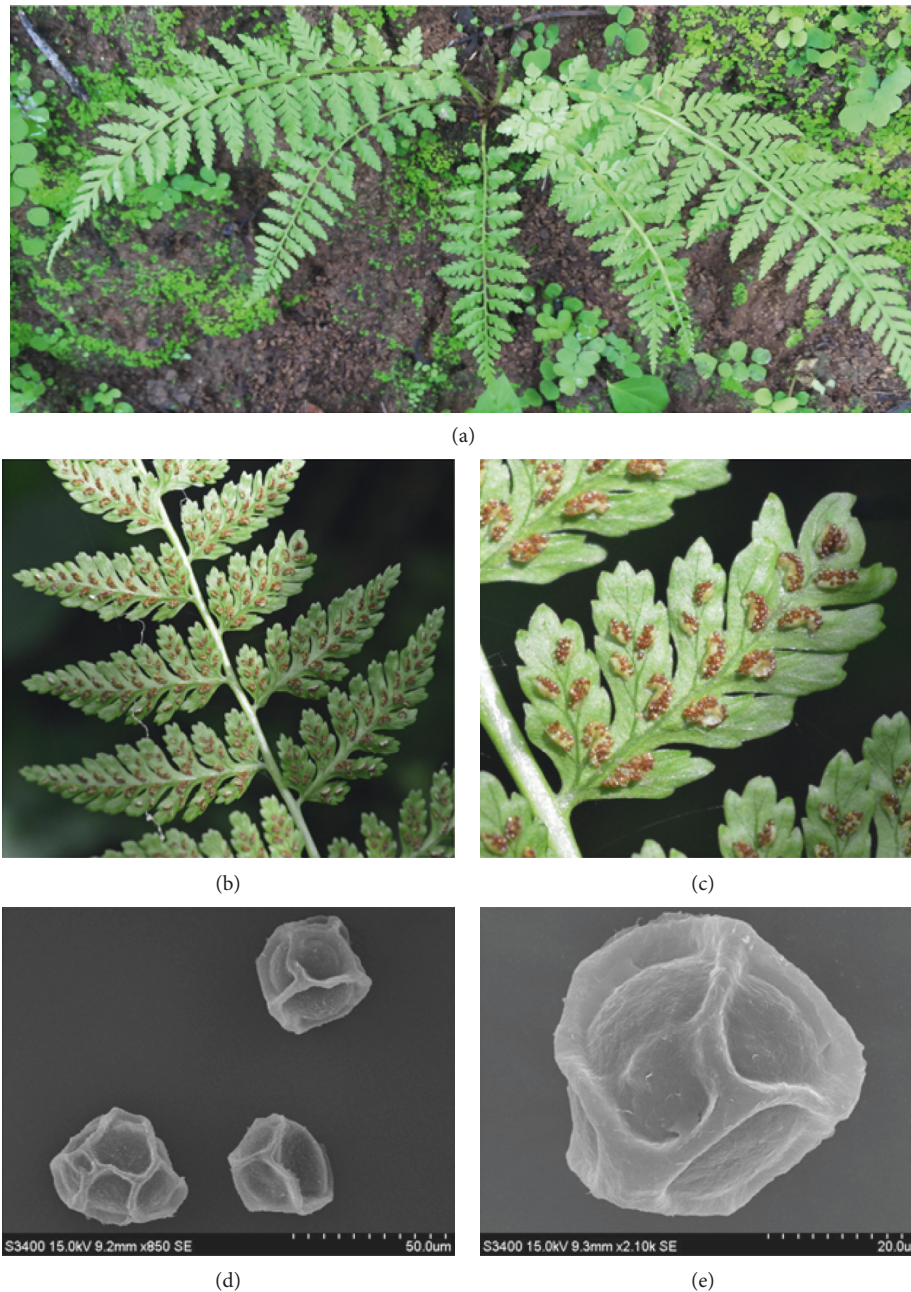 (a)
(b)
(c)
S3400 15.0kV 9.2mm x850 SE
50.0um
S3400 15.0kV 9.3mm x2.10k SE
20.0u
(d)
(e)